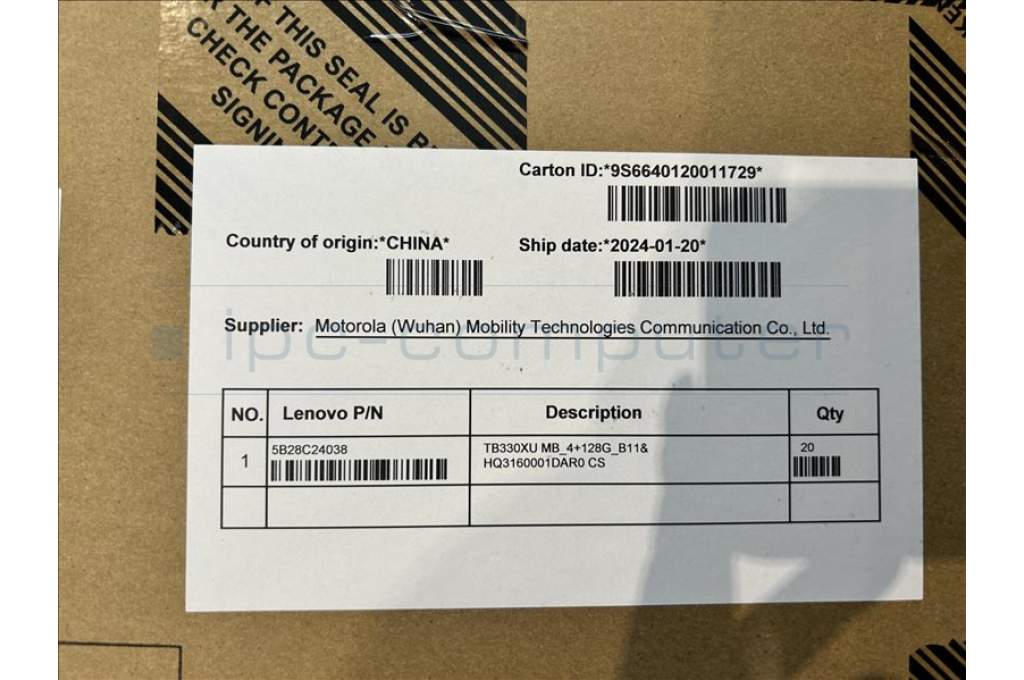 OF THIS SEAL IS
THE PACKAGE
CHECK CONT
SIGNIN
Carton ID:*9S6640120011729*
Country of origin:*CHINA* Ship date:*2024-01-20*
Supplier: Motorola (Wuhan) Mobility Technologies Communication Co., Ltd.
ipc-computer
NO. Lenovo P/N Description Qty
1 5B28C24038 TB330XU MB_4+128G_B11& 20
HQ3160001DAR0 CS